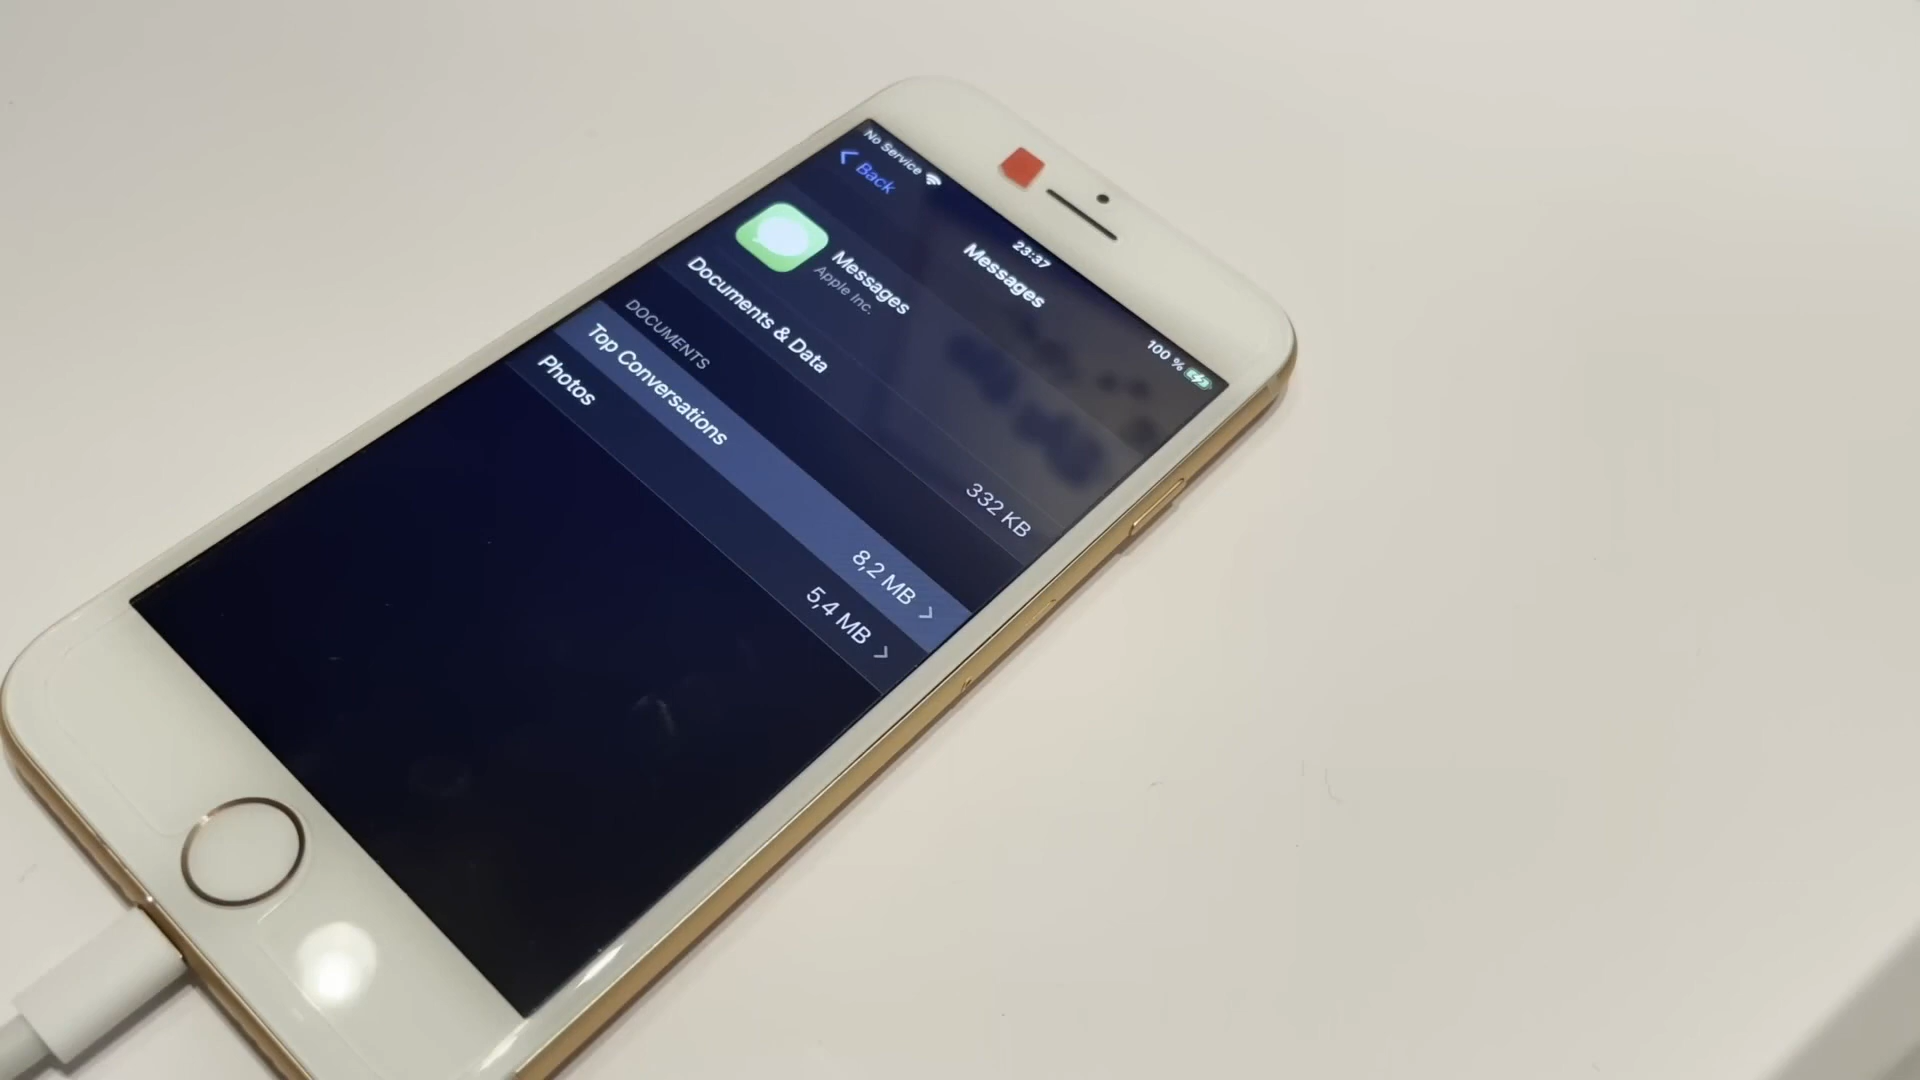 No Service 23:37 100 %
Back Messages
Messages
Apple Inc.
Documents & Data 332 KB
DOCUMENTS
Top Conversations 8,2 MB
Photos 5,4 MB